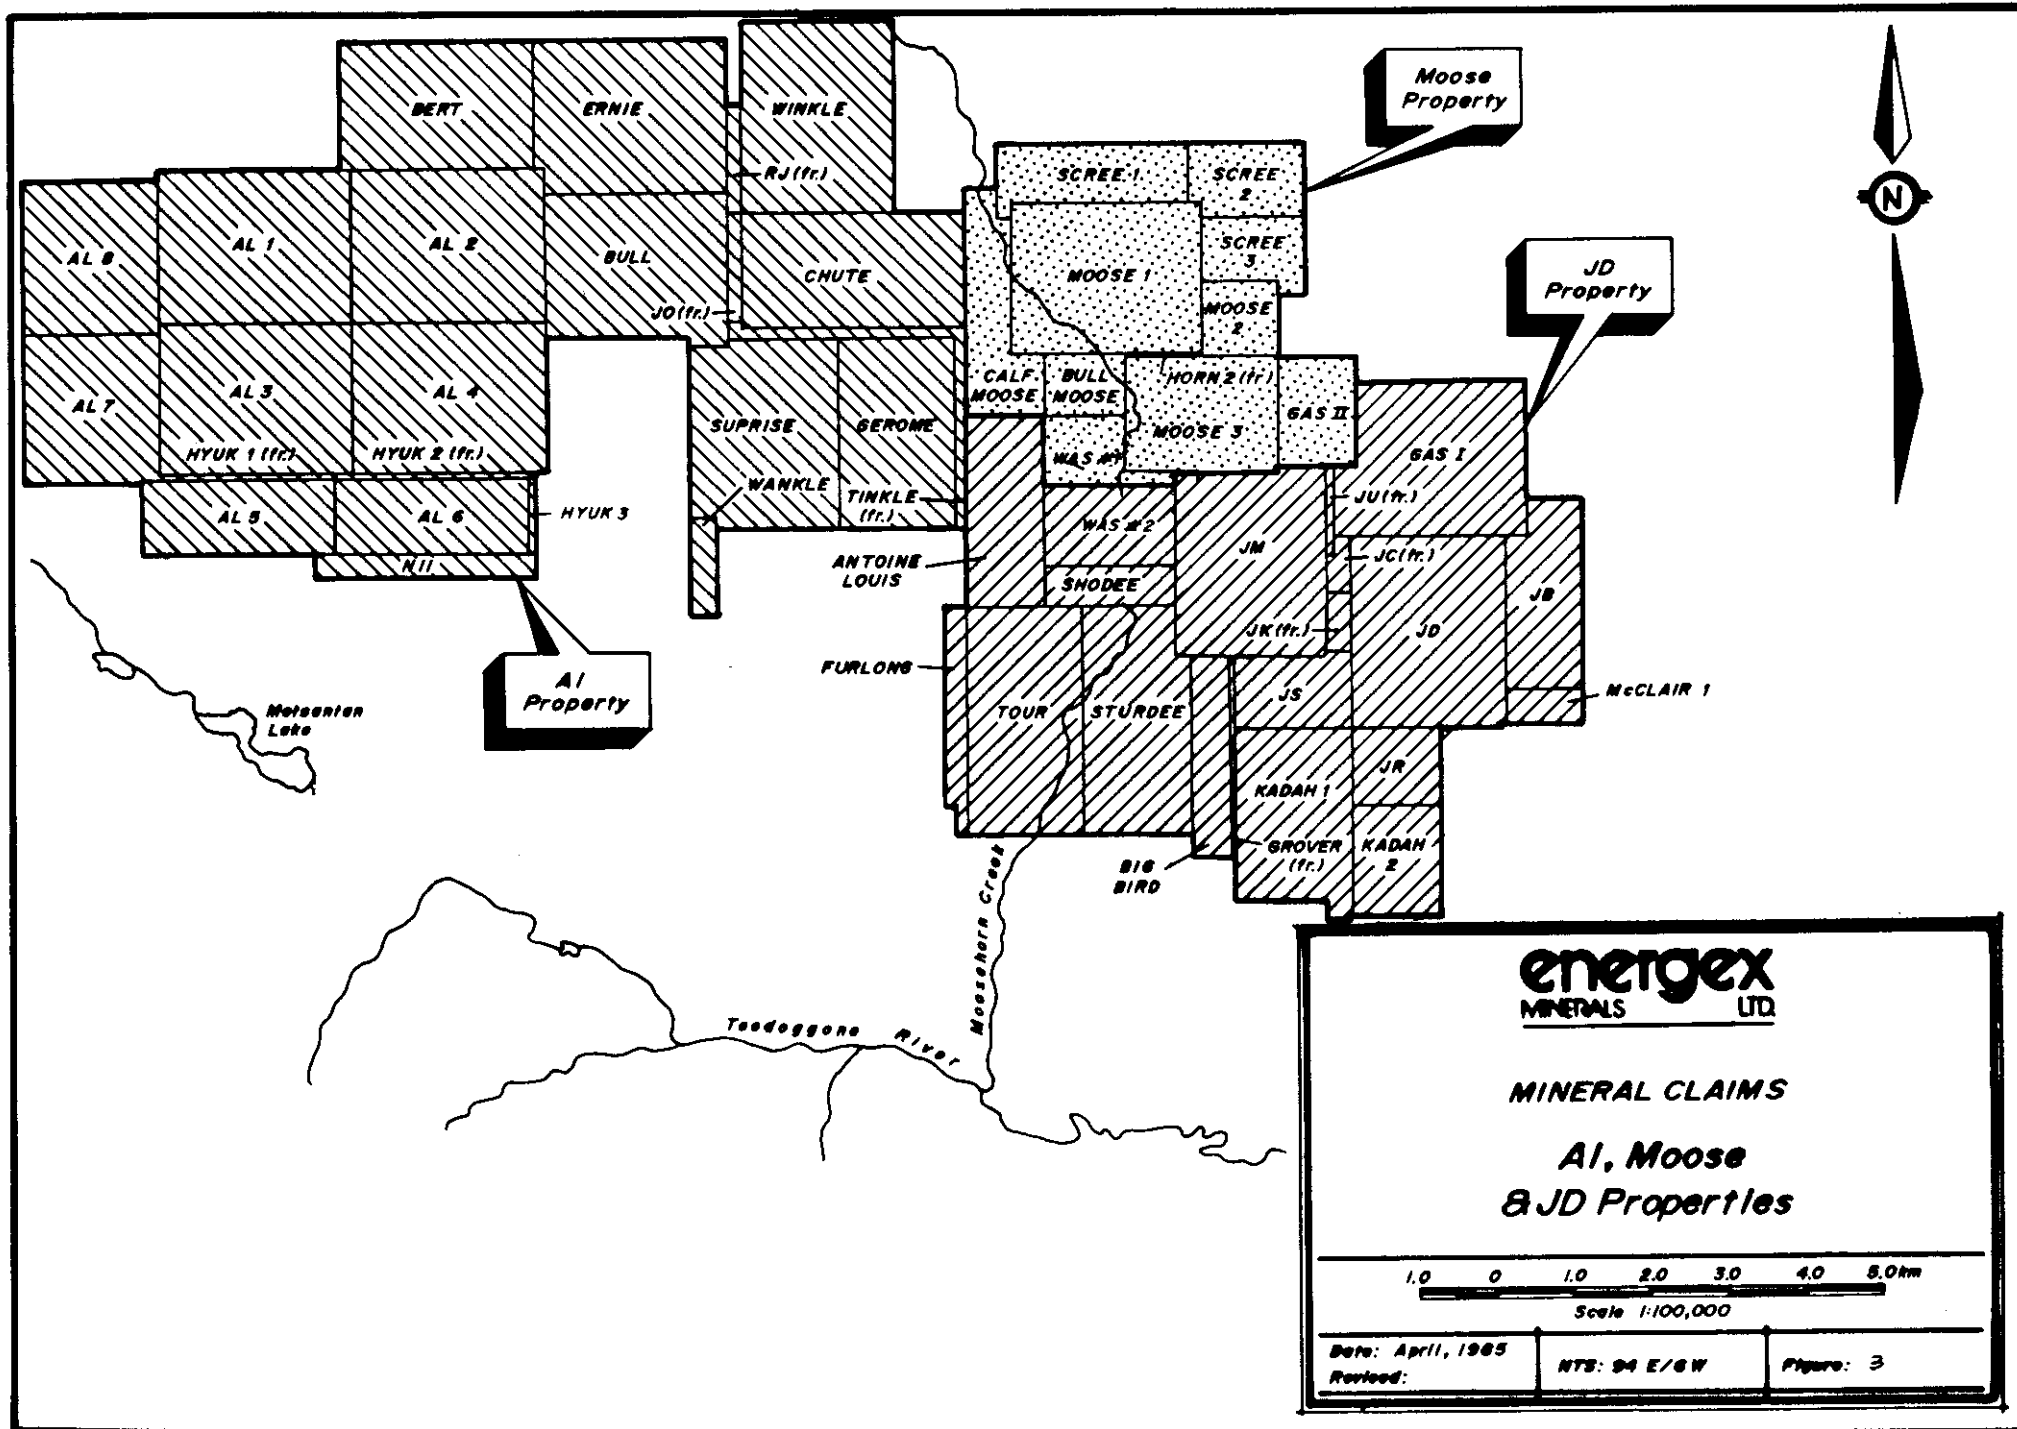 Moose
Property
BERT
ERNIE
WINKLE
RJ (fr.)
SCREE 1
SCREE
2
AL 8
AL 1
AL 2
BULL
CHUTE
MOOSE 1
SCREE
3
JD
Property
JO (fr.)
MOOSE
2
AL 7
AL 3
AL 4
CALF
MOOSE
BULL
MOOSE
HORN 2 (fr)
GAS II
HYUK 1 (fr.)
HYUK 2 (fr.)
SUPRISE
GEROME
WAS #1
MOOSE 3
GAS I
WANKLE
TINKLE
(fr.)
JU (fr.)
AL 5
AL 6
HYUK 3
WAS #2
JM
JC (fr.)
N II
ANTOINE
LOUIS
SHODEE
JB
JK (fr.)
JD
FURLONG
Al
Property
Metsantan
Lake
TOUR
STURDEE
JS
McCLAIR 1
KADAH 1
JR
BIG
BIRD
GROVER
(fr.)
KADAH
2
Moosehorn Creek
Toodoggone River
N
energex
MINERALS LTD.
MINERAL CLAIMS
Al, Moose
& JD Properties
1.0 0 1.0 2.0 3.0 4.0 5.0 km
Scale 1:100,000
Date: April, 1985
Revised:
NTS: 94 E/6 W
Figure: 3